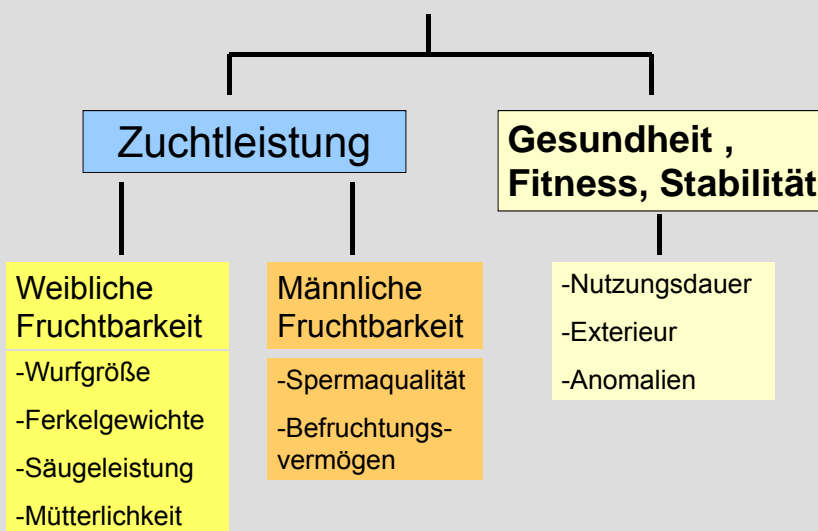 Zuchtleistung
Gesundheit ,
Fitness, Stabilität
Weibliche
Fruchtbarkeit
-Wurfgröße
-Ferkelgewichte
-Säugeleistung
-Mütterlichkeit
Männliche
Fruchtbarkeit
-Spermaqualität
-Befruchtungs-
vermögen
-Nutzungsdauer
-Exterieur
-Anomalien